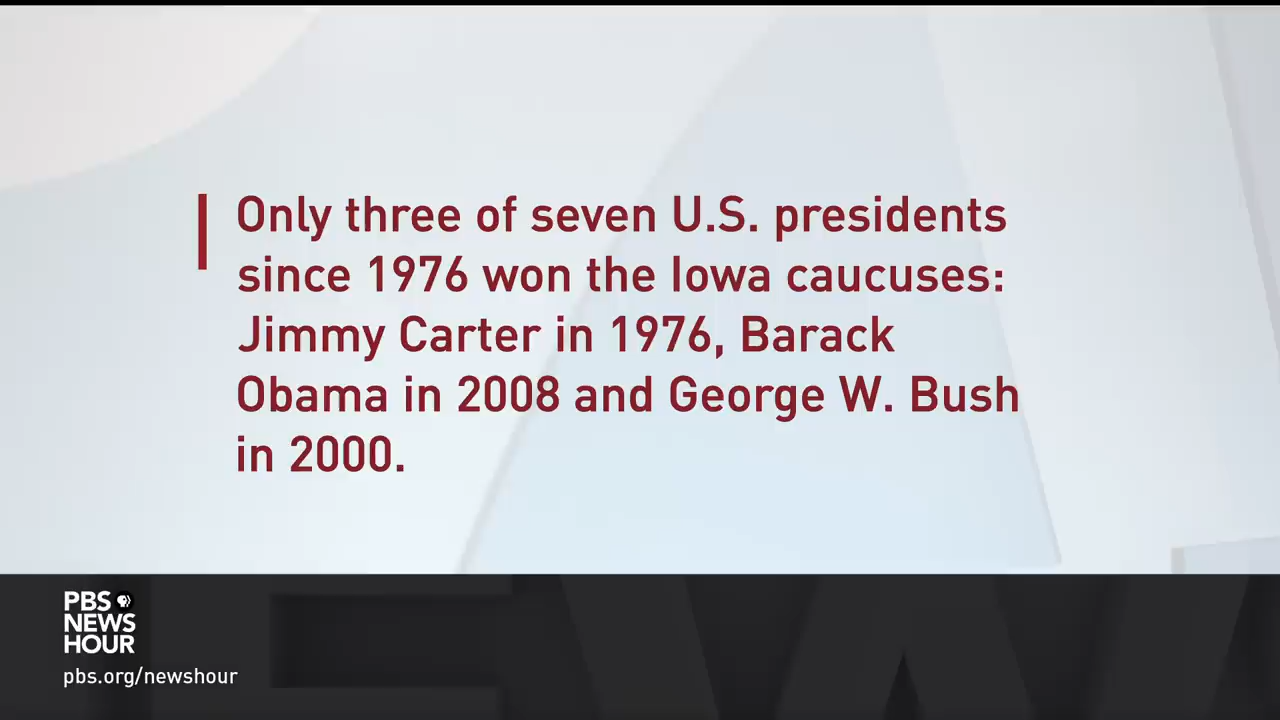 Only three of seven U.S. presidents
since 1976 won the Iowa caucuses:
Jimmy Carter in 1976, Barack
Obama in 2008 and George W. Bush
in 2000.
PBS
NEWS
HOUR
pbs.org/newshour